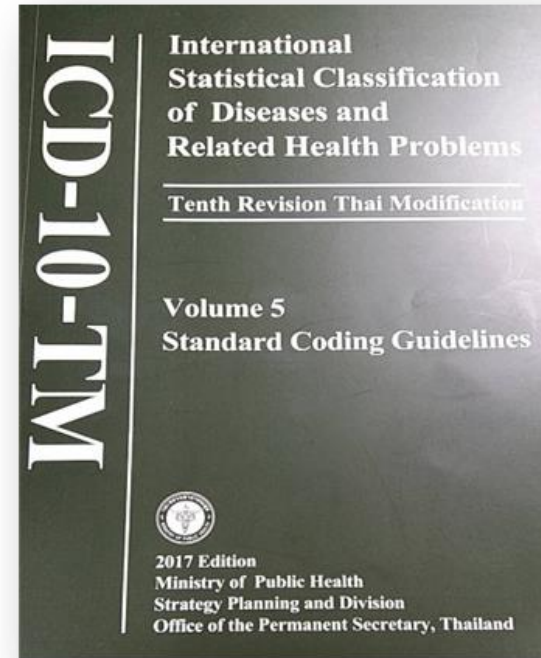 ICD-10-TM
International
Statistical Classification
of Diseases and
Related Health Problems
Tenth Revision Thai Modification
Volume 5
Standard Coding Guidelines
2017 Edition
Ministry of Public Health
Strategy Planning and Division
Office of the Permanent Secretary, Thailand